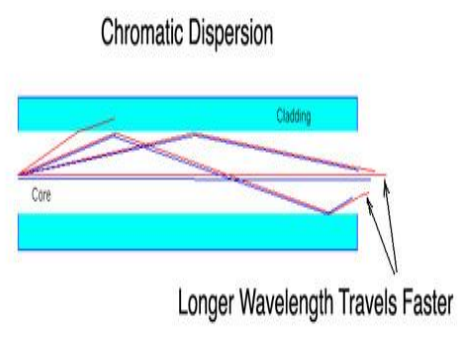 Chromatic Dispersion
Cladding
Core
Longer Wavelength Travels Faster